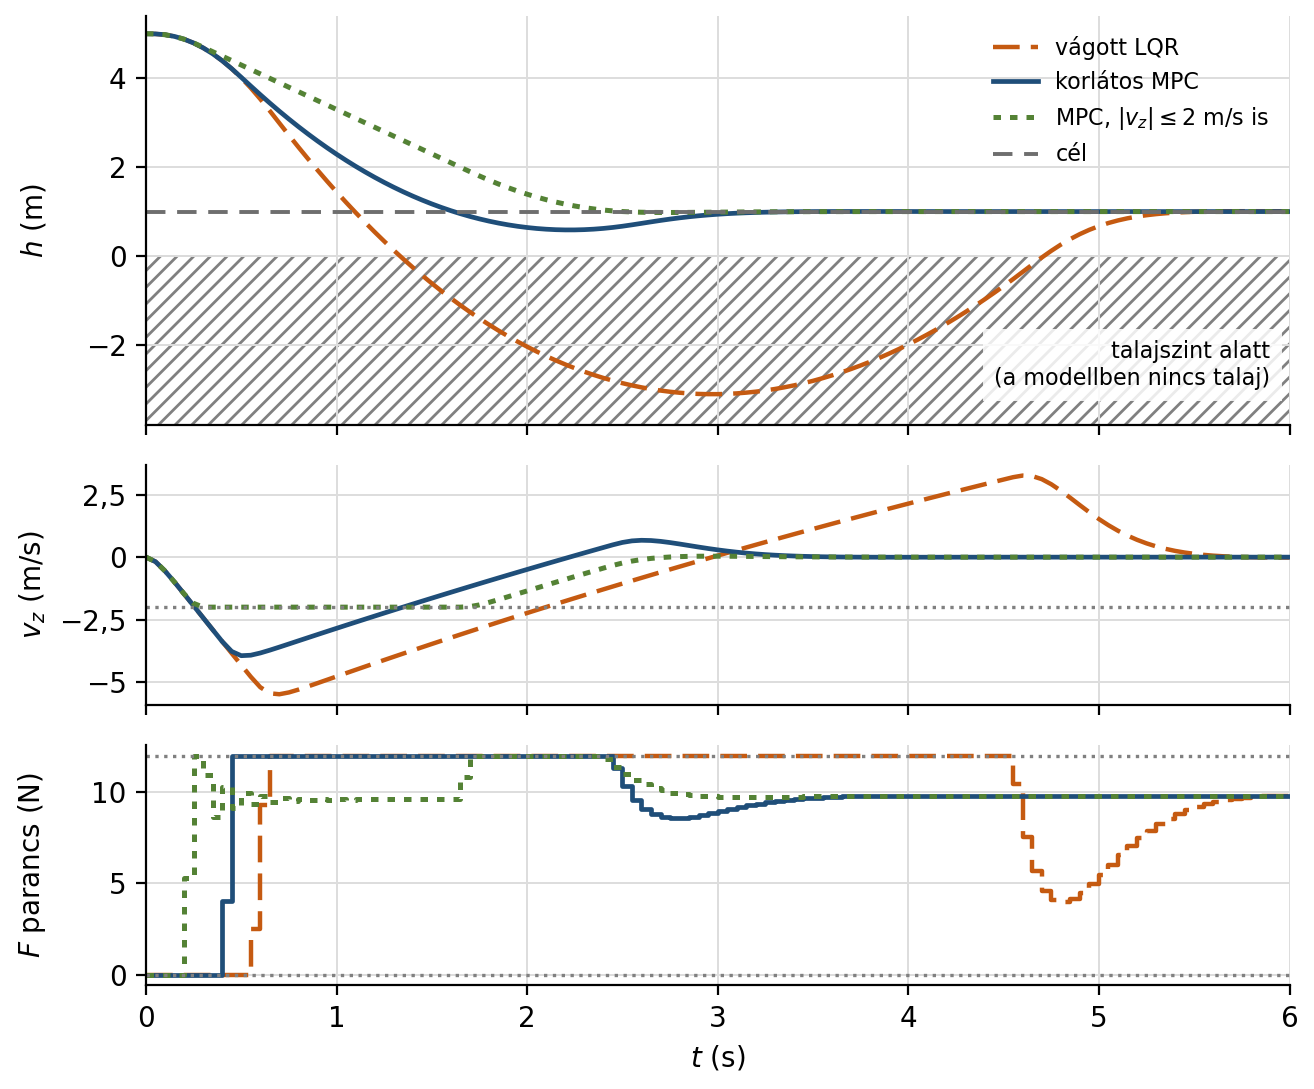 vágott LQR
korlátos MPC
MPC, |v_z| ≤ 2 m/s is
cél
h (m)
4
2
0
−2
talajszint alatt
(a modellben nincs talaj)
v_z (m/s)
2,5
0
−2,5
−5
F parancs (N)
10
5
0
0 1 2 3 4 5 6
t (s)